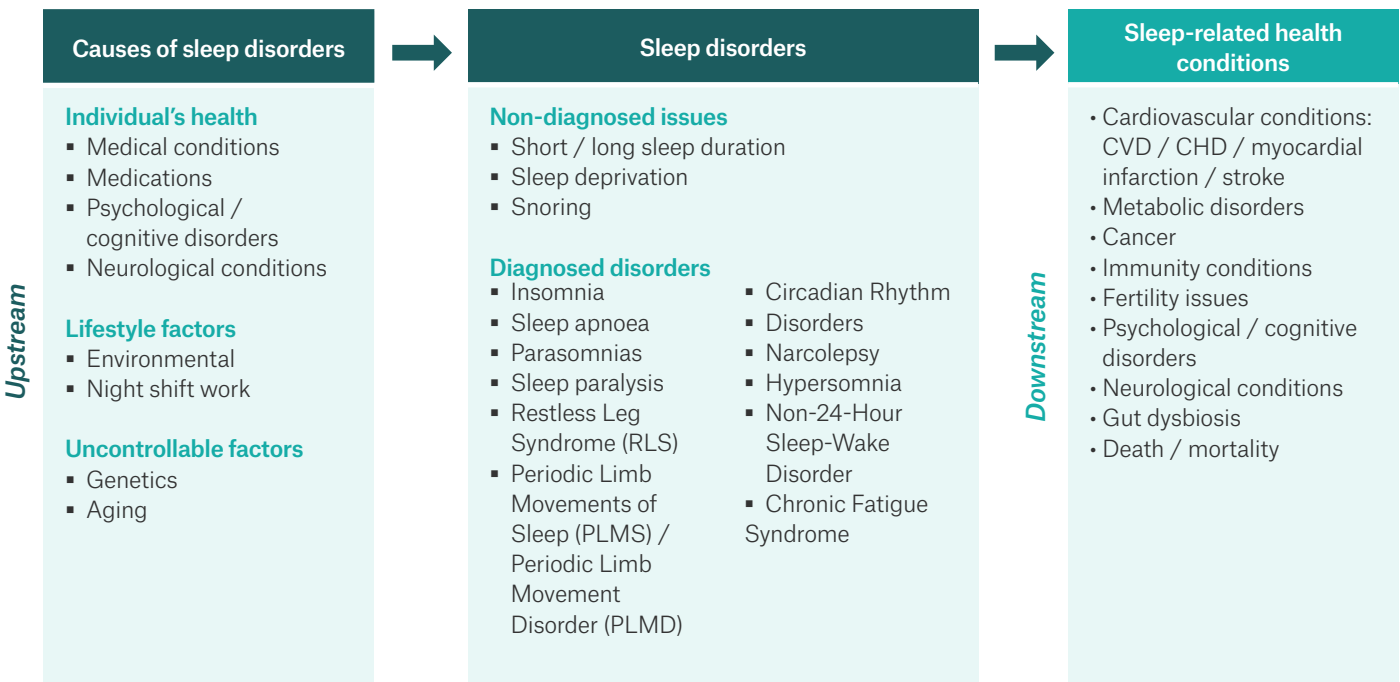 Causes of sleep disorders
Sleep disorders
Sleep-related health
conditions
Upstream
Individual's health
▪ Medical conditions
▪ Medications
▪ Psychological /
cognitive disorders
▪ Neurological conditions
Lifestyle factors
▪ Environmental
▪ Night shift work
Uncontrollable factors
▪ Genetics
▪ Aging
Non-diagnosed issues
▪ Short / long sleep duration
▪ Sleep deprivation
▪ Snoring
Diagnosed disorders
▪ Insomnia
▪ Sleep apnoea
▪ Parasomnias
▪ Sleep paralysis
▪ Restless Leg
Syndrome (RLS)
▪ Periodic Limb
Movements of
Sleep (PLMS) /
Periodic Limb
Movement
Disorder (PLMD)
▪ Circadian Rhythm
▪ Disorders
▪ Narcolepsy
▪ Hypersomnia
▪ Non-24-Hour
Sleep-Wake
Disorder
▪ Chronic Fatigue
Syndrome
Downstream
• Cardiovascular conditions:
CVD / CHD / myocardial
infarction / stroke
• Metabolic disorders
• Cancer
• Immunity conditions
• Fertility issues
• Psychological / cognitive
disorders
• Neurological conditions
• Gut dysbiosis
• Death / mortality